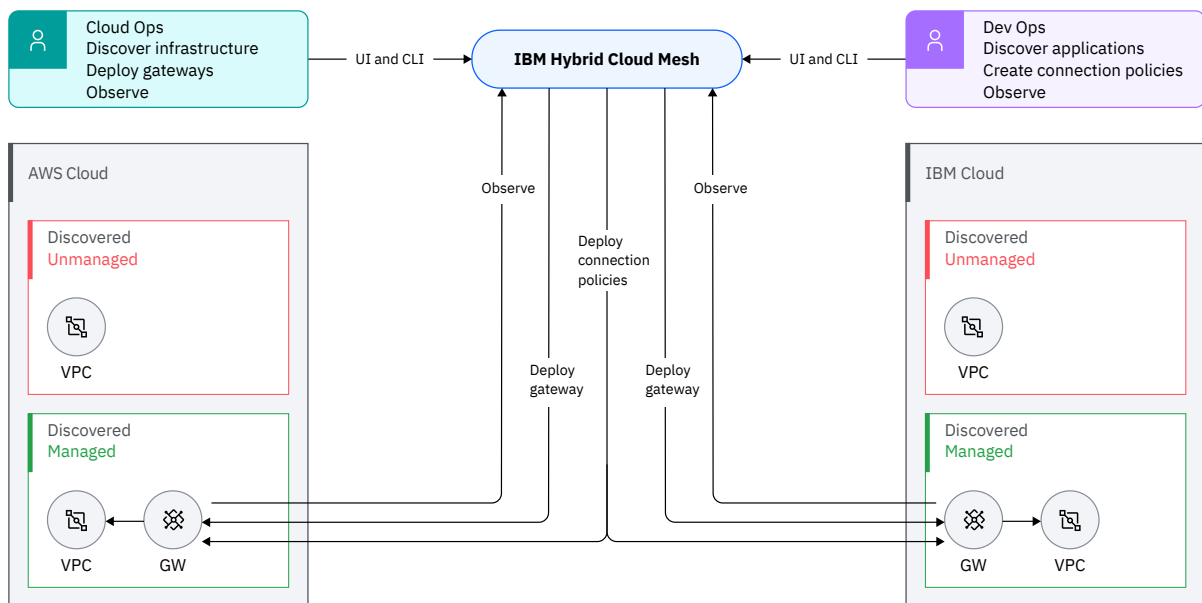 Cloud Ops
Discover infrastructure
Deploy gateways
Observe
UI and CLI
IBM Hybrid Cloud Mesh
UI and CLI
Dev Ops
Discover applications
Create connection policies
Observe
AWS Cloud
Discovered
Unmanaged
VPC
Discovered
Managed
VPC
GW
Observe
Deploy
gateway
Deploy
connection
policies
Deploy
gateway
Observe
IBM Cloud
Discovered
Unmanaged
VPC
Discovered
Managed
GW
VPC